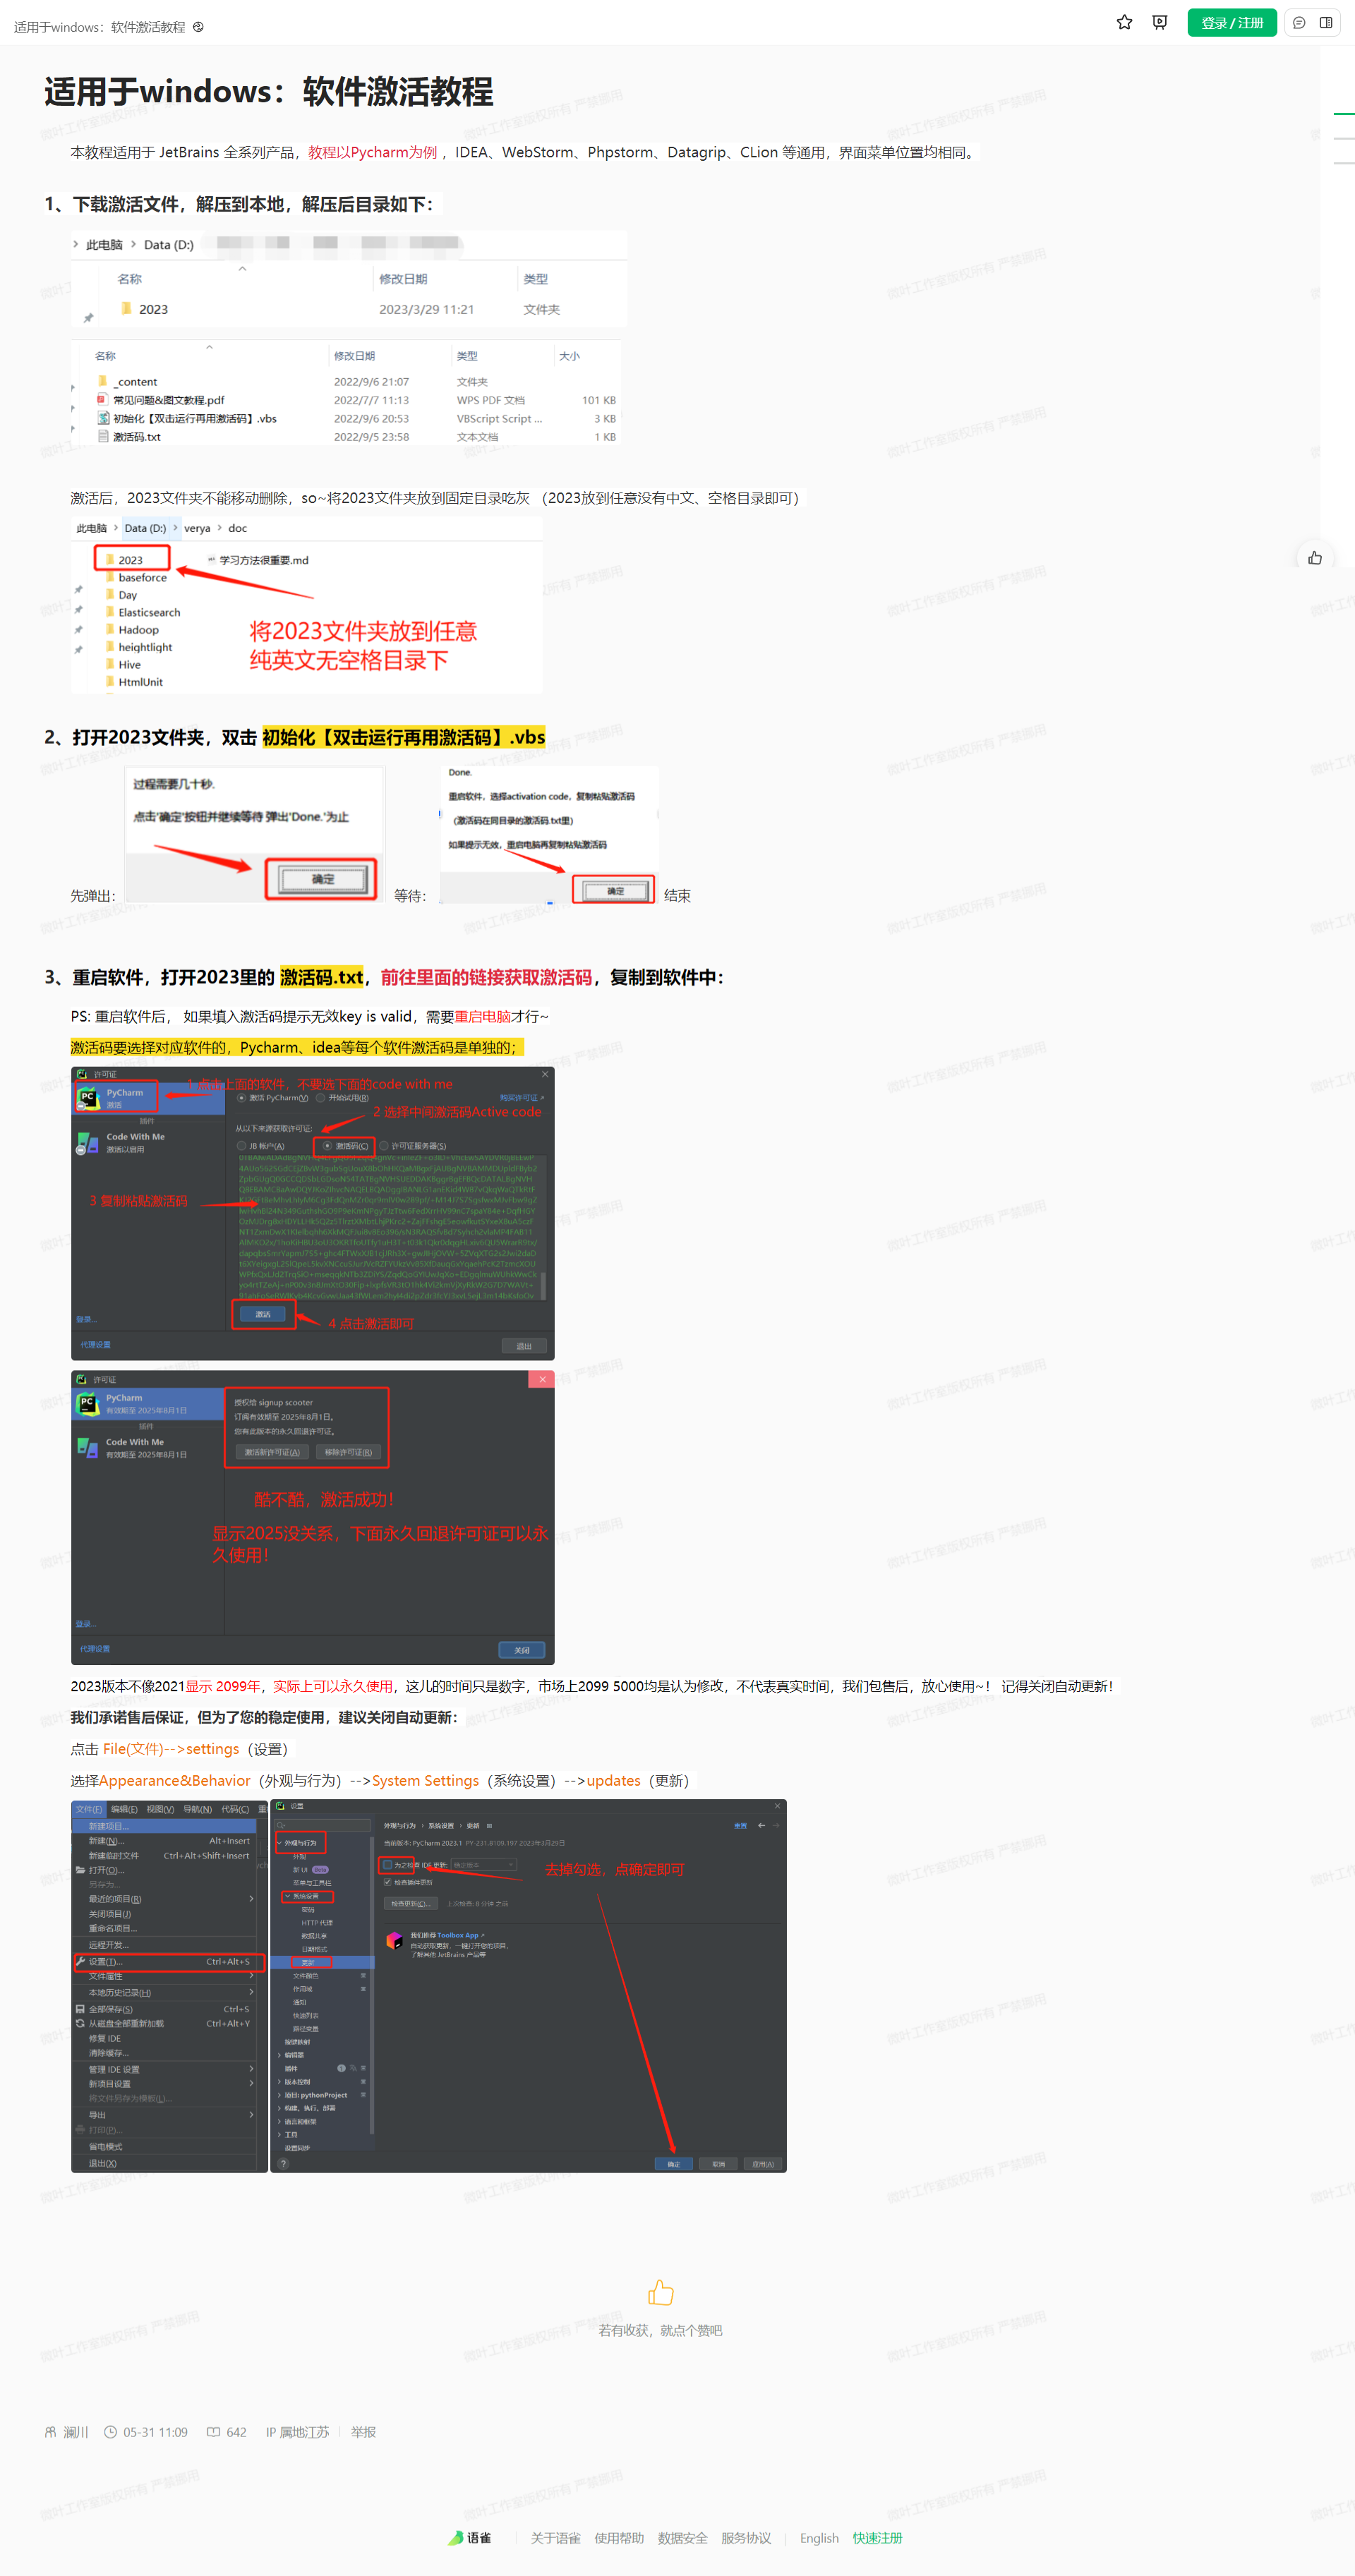 适用于windows：软件激活教程
登录 / 注册
适用于windows：软件激活教程
本教程适用于 JetBrains 全系列产品，教程以Pycharm为例 ，IDEA、WebStorm、Phpstorm、Datagrip、CLion 等通用，界面菜单位置均相同。
1、下载激活文件，解压到本地，解压后目录如下：
此电脑 > Data (D:)
名称 修改日期 类型
2023 2023/3/29 11:21 文件夹
名称 修改日期 类型 大小
_content 2022/9/6 21:07 文件夹
常见问题&图文教程.pdf 2022/7/7 11:13 WPS PDF 文档 101 KB
初始化【双击运行再用激活码】.vbs 2022/9/6 20:53 VBScript Script ... 3 KB
激活码.txt 2022/9/5 23:58 文本文档 1 KB
激活后，2023文件夹不能移动删除，so~将2023文件夹放到固定目录吃灰 （2023放到任意没有中文、空格目录即可）
此电脑 > Data (D:) > verya > doc
2023 学习方法很重要.md
baseforce
Day
Elasticsearch
Hadoop
heightlight
Hive
HtmlUnit
将2023文件夹放到任意
纯英文无空格目录下
2、打开2023文件夹，双击 初始化【双击运行再用激活码】.vbs
过程需要几十秒.
点击'确定'按钮并继续等待 弹出'Done.'为止
确定
Done.
重启软件，选择activation code，复制粘贴激活码
（激活码在同目录的激活码.txt里）
如果提示无效，重启电脑再复制粘贴激活码
确定
先弹出： 等待： 结束
3、重启软件，打开2023里的 激活码.txt，前往里面的链接获取激活码，复制到软件中：
PS: 重启软件后， 如果填入激活码提示无效key is valid，需要重启电脑才行~
激活码要选择对应软件的，Pycharm、idea等每个软件激活码是单独的；
许可证
PyCharm
激活
插件
Code With Me
激活以启用
1 点击上面的软件，不要选下面的code with me
激活 PyCharm(V) 开始试用(R) 购买许可证
2 选择中间激活码Active code
从以下来源获取许可证:
JB 帐户(A) 激活码(C) 许可证服务器(S)
3 复制粘贴激活码
激活
4 点击激活即可
登录...
代理设置
退出
许可证
PyCharm
有效期至 2025年8月1日
插件
Code With Me
有效期至 2025年8月1日
授权给 signup scooter
订阅有效期至 2025年8月1日。
您有此版本的永久回退许可证。
激活新许可证(A) 移除许可证(R)
酷不酷，激活成功！
显示2025没关系，下面永久回退许可证可以永
久使用！
登录...
代理设置
关闭
2023版本不像2021显示 2099年，实际上可以永久使用，这儿的时间只是数字，市场上2099 5000均是认为修改，不代表真实时间，我们包售后，放心使用~！ 记得关闭自动更新！
我们承诺售后保证，但为了您的稳定使用，建议关闭自动更新：
点击 File(文件)-->settings（设置）
选择Appearance&Behavior（外观与行为）-->System Settings（系统设置）-->updates（更新）
文件(F) 编辑(E) 视图(V) 导航(N) 代码(C)
新建项目...
新建(N)... Alt+Insert
新建临时文件 Ctrl+Alt+Shift+Insert
打开(O)...
另存为...
最近的项目(R)
关闭项目(J)
重命名项目...
远程开发...
设置(T)... Ctrl+Alt+S
文件属性
本地历史记录(H)
全部保存(S) Ctrl+S
从磁盘全部重新加载 Ctrl+Alt+Y
修复 IDE
清除缓存...
管理 IDE 设置
新项目设置
将文件另存为模板(L)...
导出
打印(P)...
省电模式
退出(X)
设置
外观与行为
外观
新 UI Beta
菜单与工具栏
系统设置
密码
HTTP 代理
数据共享
日期格式
更新
文件颜色
作用域
通知
快速列表
路径变量
按键映射
编辑器
插件
版本控制
项目: pythonProject
构建、执行、部署
语言和框架
工具
设置同步
外观与行为 > 系统设置 > 更新 重置
当前版本: PyCharm 2023.1 PY-231.8109.197 2023年3月29日
检查插件更新
去掉勾选，点确定即可
检查更新(C)... 上次检查: 8 分钟 之前
我们推荐 Toolbox App
自动获取更新，一键打开您的项目，
了解其他 JetBrains 产品等
确定 取消 应用(A)
若有收获，就点个赞吧
澜川 05-31 11:09 642 IP 属地江苏 举报
语雀 关于语雀 使用帮助 数据安全 服务协议 English 快速注册
微叶工作室版权所有 严禁挪用